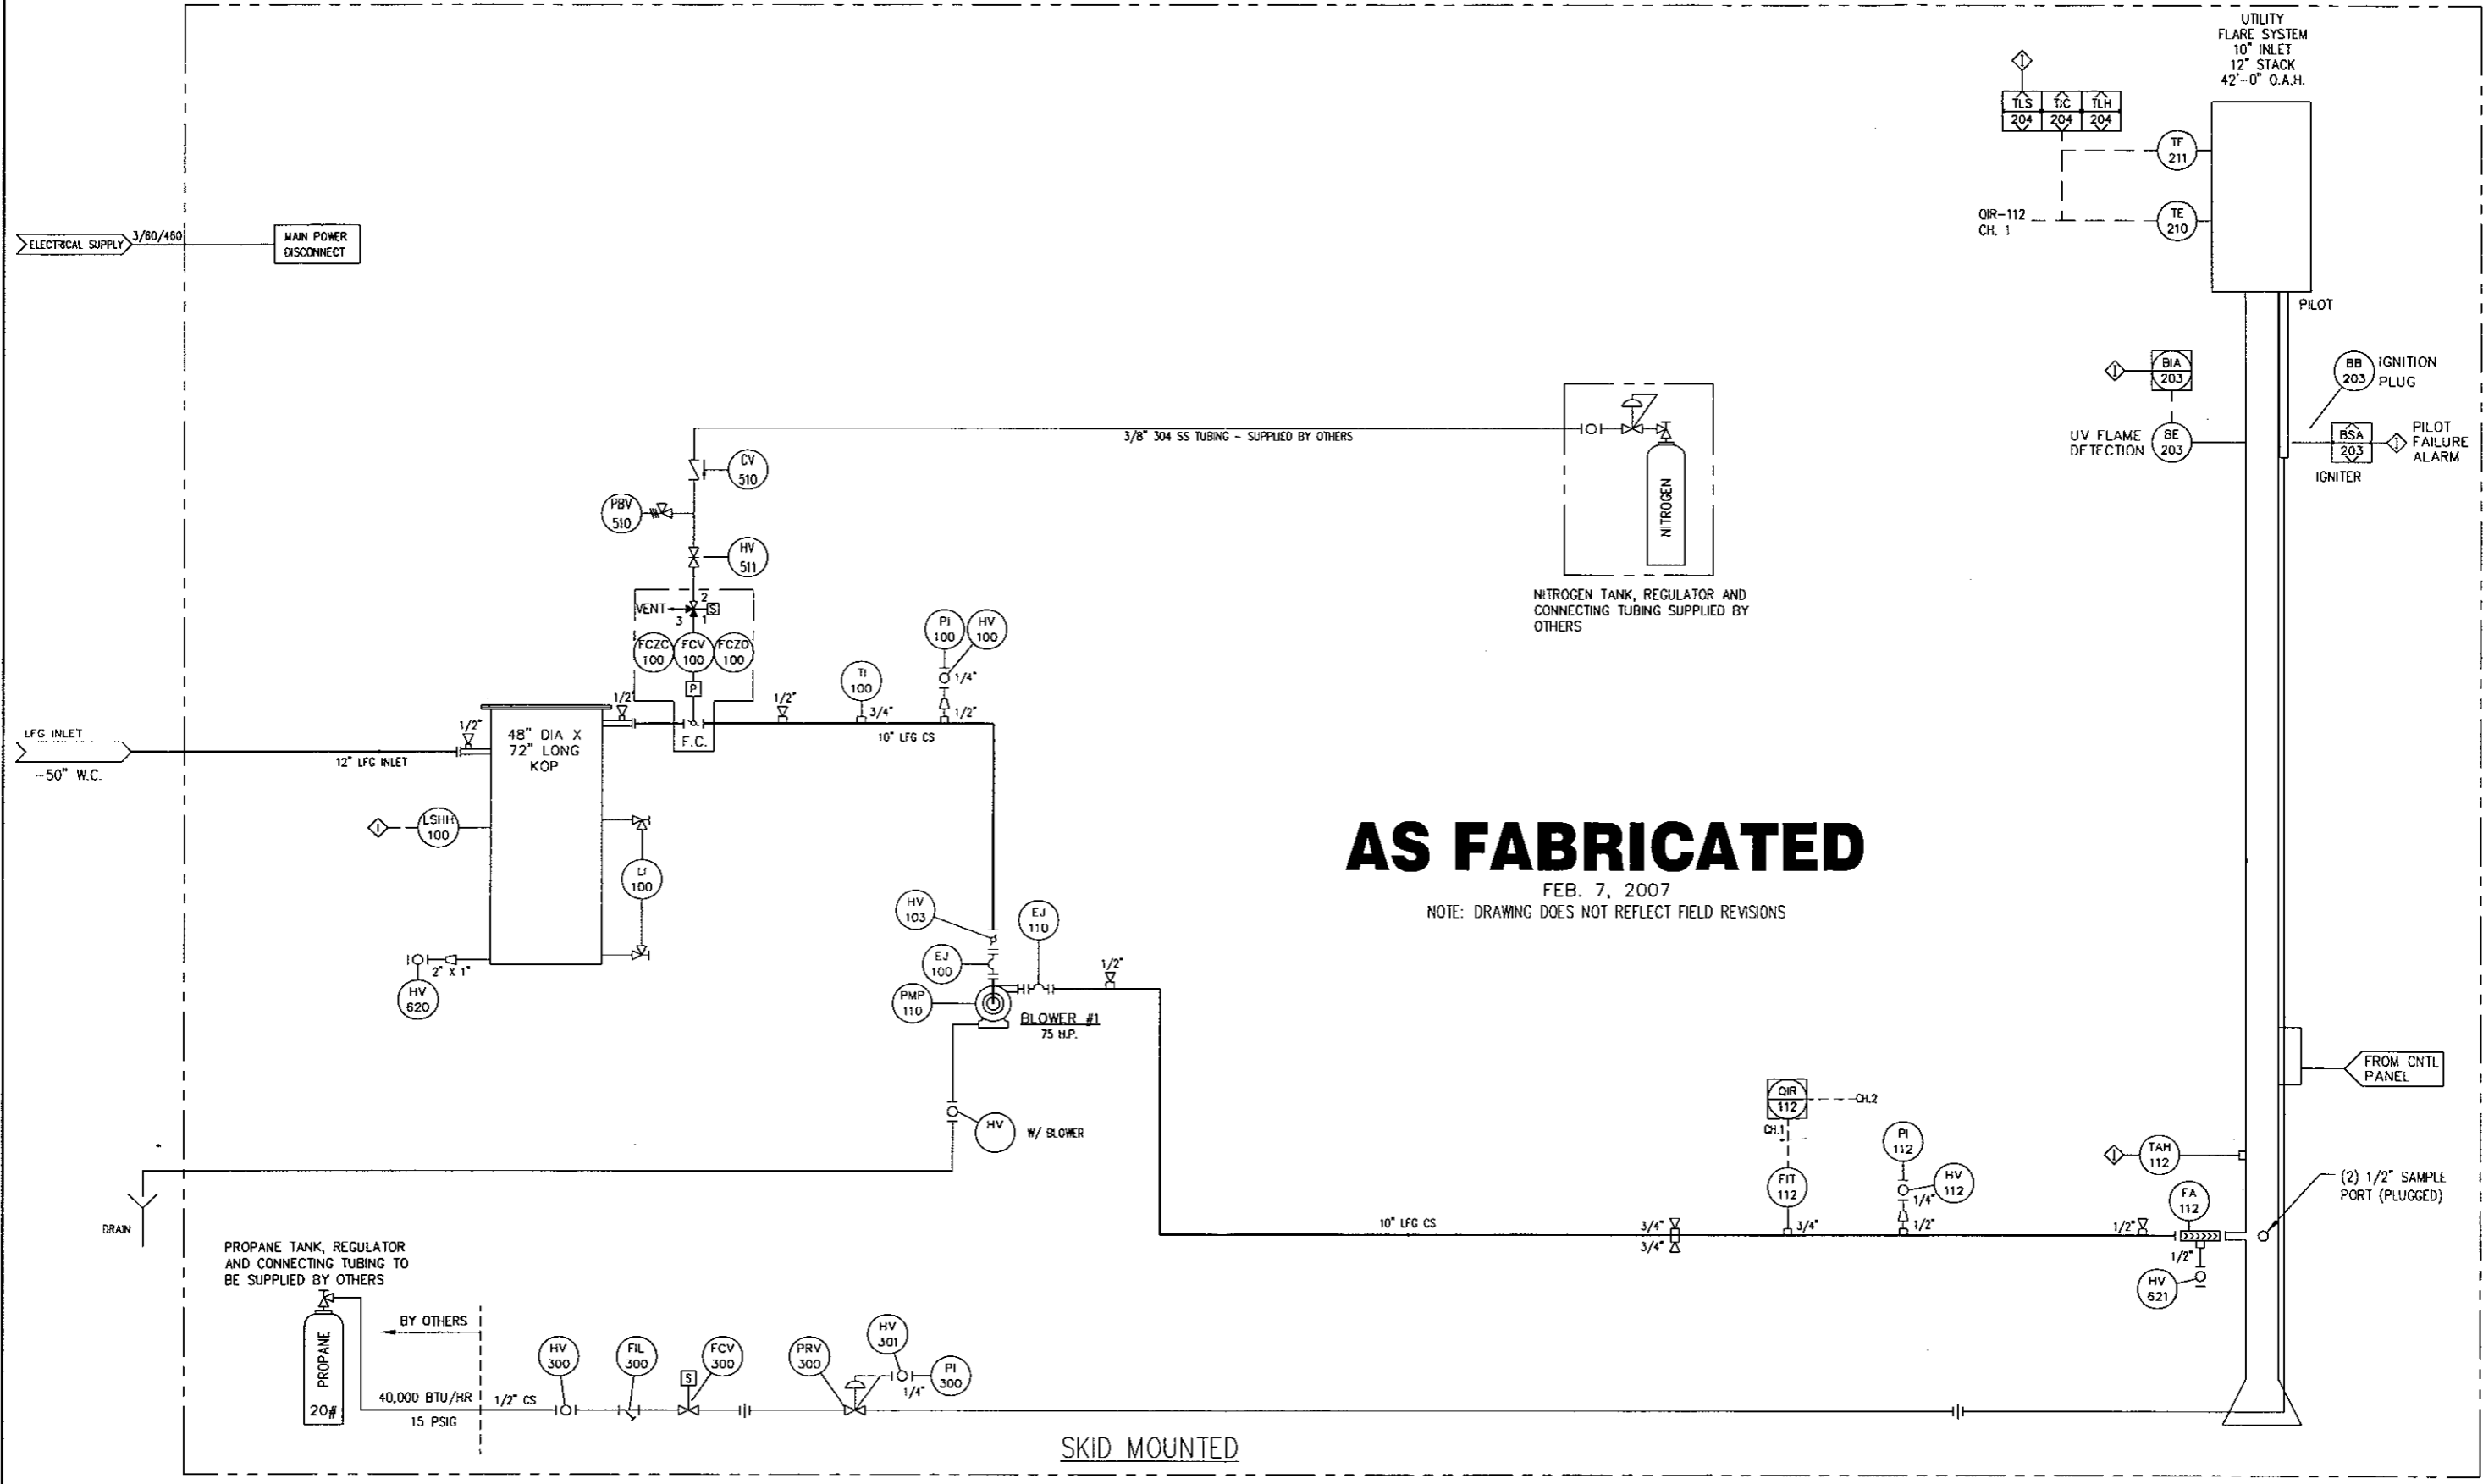 UTILITY
FLARE SYSTEM
10" INLET
12" STACK
42'-0" O.A.H.
TLS
204
TIC
204
TLH
204
TE
211
QIR-112
CH. 1
TE
210
PILOT
ELECTRICAL SUPPLY
3/60/460
MAIN POWER
DISCONNECT
BIA
203
BB
203
IGNITION
PLUG
UV FLAME
DETECTION
BE
203
BSA
203
PILOT
FAILURE
ALARM
IGNITER
3/8" 304 SS TUBING - SUPPLIED BY OTHERS
CV
510
PBV
510
HV
511
NITROGEN
NITROGEN TANK, REGULATOR AND
CONNECTING TUBING SUPPLIED BY
OTHERS
VENT
2
S
3
1
FCZC
100
FCV
100
FCZO
100
P
F.C.
PI
100
HV
100
1/4"
1/2"
TI
100
3/4"
1/2"
1/2"
10" LFG CS
LFG INLET
-50" W.C.
12" LFG INLET
1/2"
48" DIA X
72" LONG
KOP
LSHH
100
LI
100
2" X 1"
HV
620
AS FABRICATED
FEB. 7, 2007
NOTE: DRAWING DOES NOT REFLECT FIELD REVISIONS
HV
103
EJ
110
EJ
100
1/2"
PMP
110
BLOWER #1
75 H.P.
HV
W/ BLOWER
DRAIN
FROM CNTL
PANEL
QIR
112
CH.2
CH.1
FIT
112
3/4"
PI
112
HV
112
1/4"
1/2"
TAH
112
(2) 1/2" SAMPLE
PORT (PLUGGED)
FA
112
10" LFG CS
3/4"
3/4"
1/2"
1/2"
HV
621
PROPANE TANK, REGULATOR
AND CONNECTING TUBING TO
BE SUPPLIED BY OTHERS
PROPANE
20#
BY OTHERS
40,000 BTU/HR
15 PSIG
1/2" CS
HV
300
FIL
300
FCV
300
S
PRV
300
HV
301
1/4"
PI
300
SKID MOUNTED